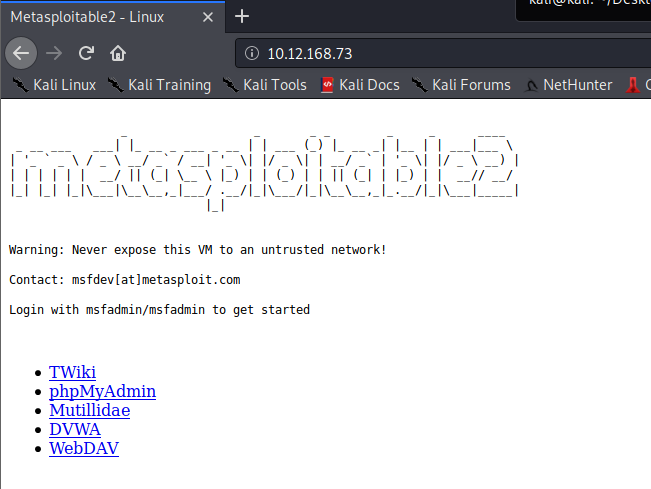 Metasploitable2 - Linux
kali@kali: ~/Deskt
10.12.168.73
Kali Linux Kali Training Kali Tools Kali Docs Kali Forums NetHunter
metasploitable2
Warning: Never expose this VM to an untrusted network!
Contact: msfdev[at]metasploit.com
Login with msfadmin/msfadmin to get started
TWiki
phpMyAdmin
Mutillidae
DVWA
WebDAV